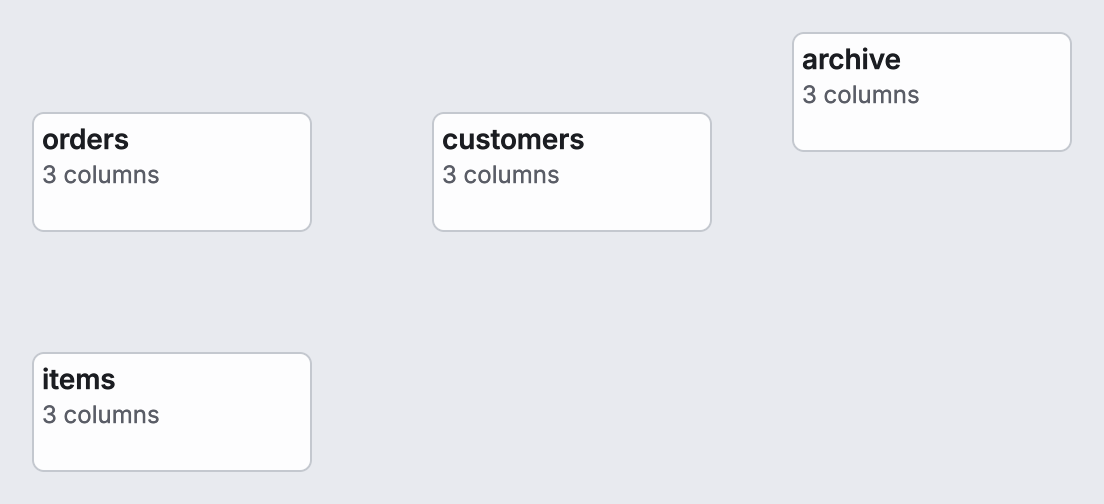 orders
3 columns
customers
3 columns
archive
3 columns
items
3 columns